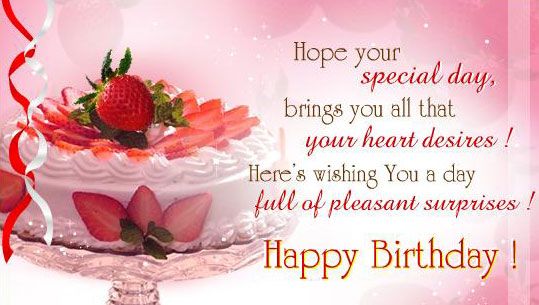 Hope your
special day,
brings you all that
your heart desires !
Here's wishing You a day
full of pleasant surprises !
Happy Birthday !